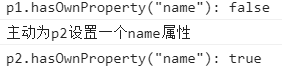 p1.hasOwnProperty("name"): false
主动为p2设置一个name属性
p2.hasOwnProperty("name"): true